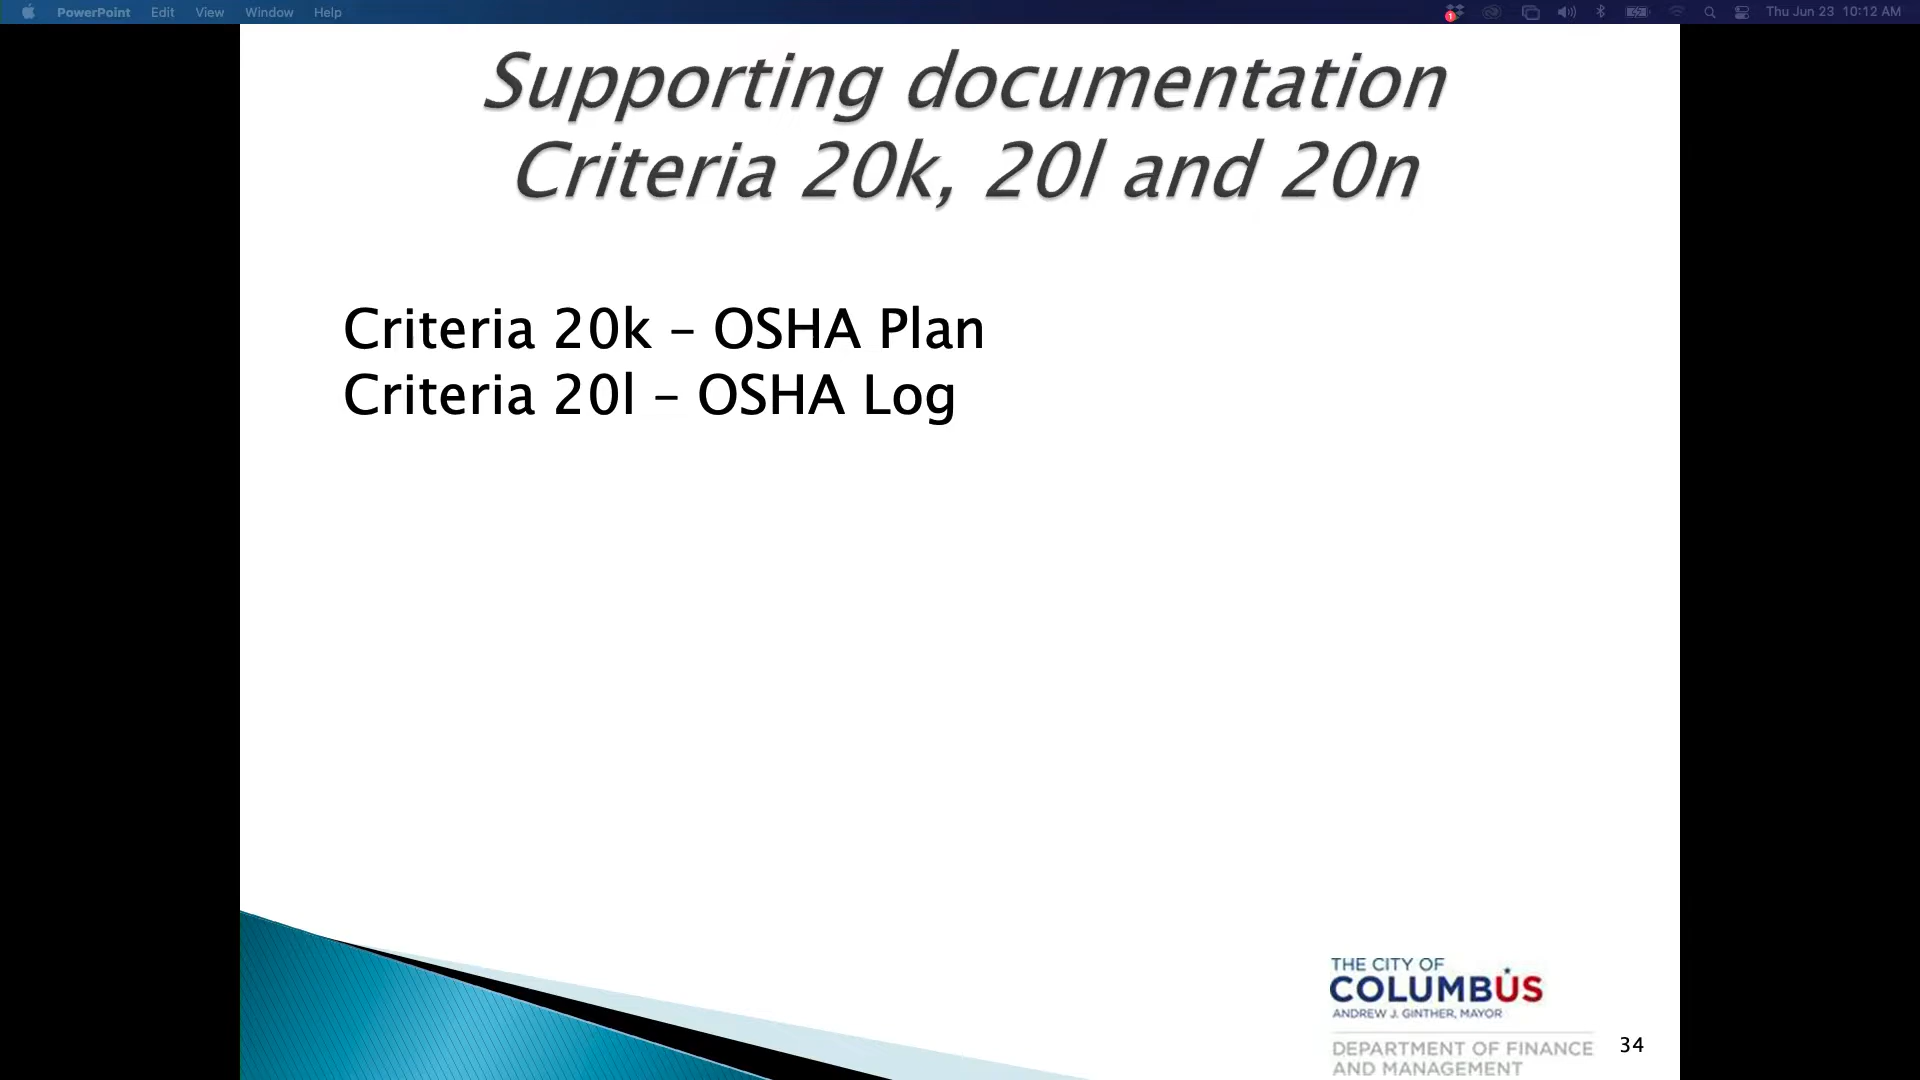 PowerPoint Edit View Window Help
1
Thu Jun 23 10:12 AM
Supporting documentation
Criteria 20k, 20l and 20n
Criteria 20k – OSHA Plan
Criteria 20l – OSHA Log
THE CITY OF
COLUMBUS
ANDREW J. GINTHER, MAYOR
DEPARTMENT OF FINANCE
AND MANAGEMENT
34